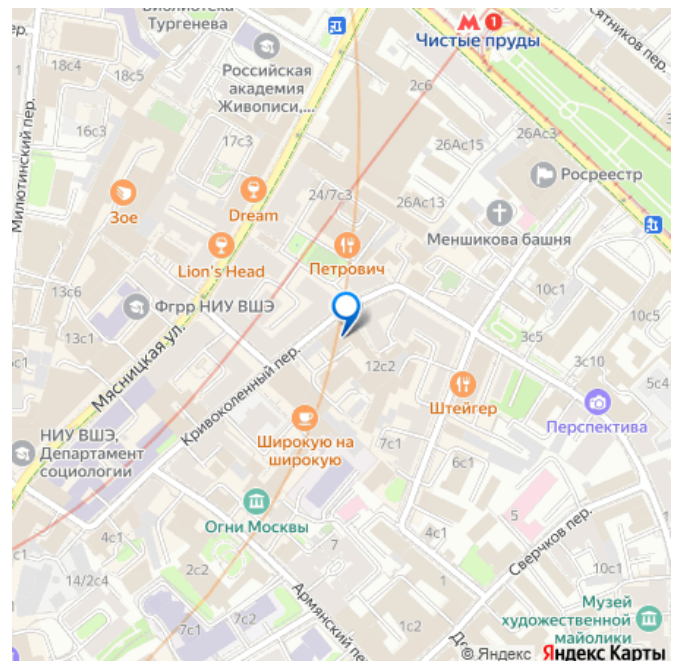 Библиотека
Тургенева
Сятников пер.
1
Чистые пруды
18с4
18с5
Российская
академия
Живописи,...
2с6
Милютинский пер.
16с3
17с3
26Ас15
26Ас3
Росреестр
24/7с3
26Ас13
Зое
Dream
Меншикова башня
Lion's Head
Петрович
13с6
Фгрр НИУ ВШЭ
10с1
13с1
Мясницкая ул.
3с5
12с2
3с10
5с4
Кривоколенный пер.
Штейгер
Перспектива
НИУ ВШЭ,
Департамент
социологии
Широкую на
широкую
7с1
6с1
Огни Москвы
5
4с1
Сверчков пер.
7
2с2
14/2с4
10с1
Армянский пер.
7с2
7с1
1с2
Музей
художественной
майолики
© Яндекс Яндекс Карты